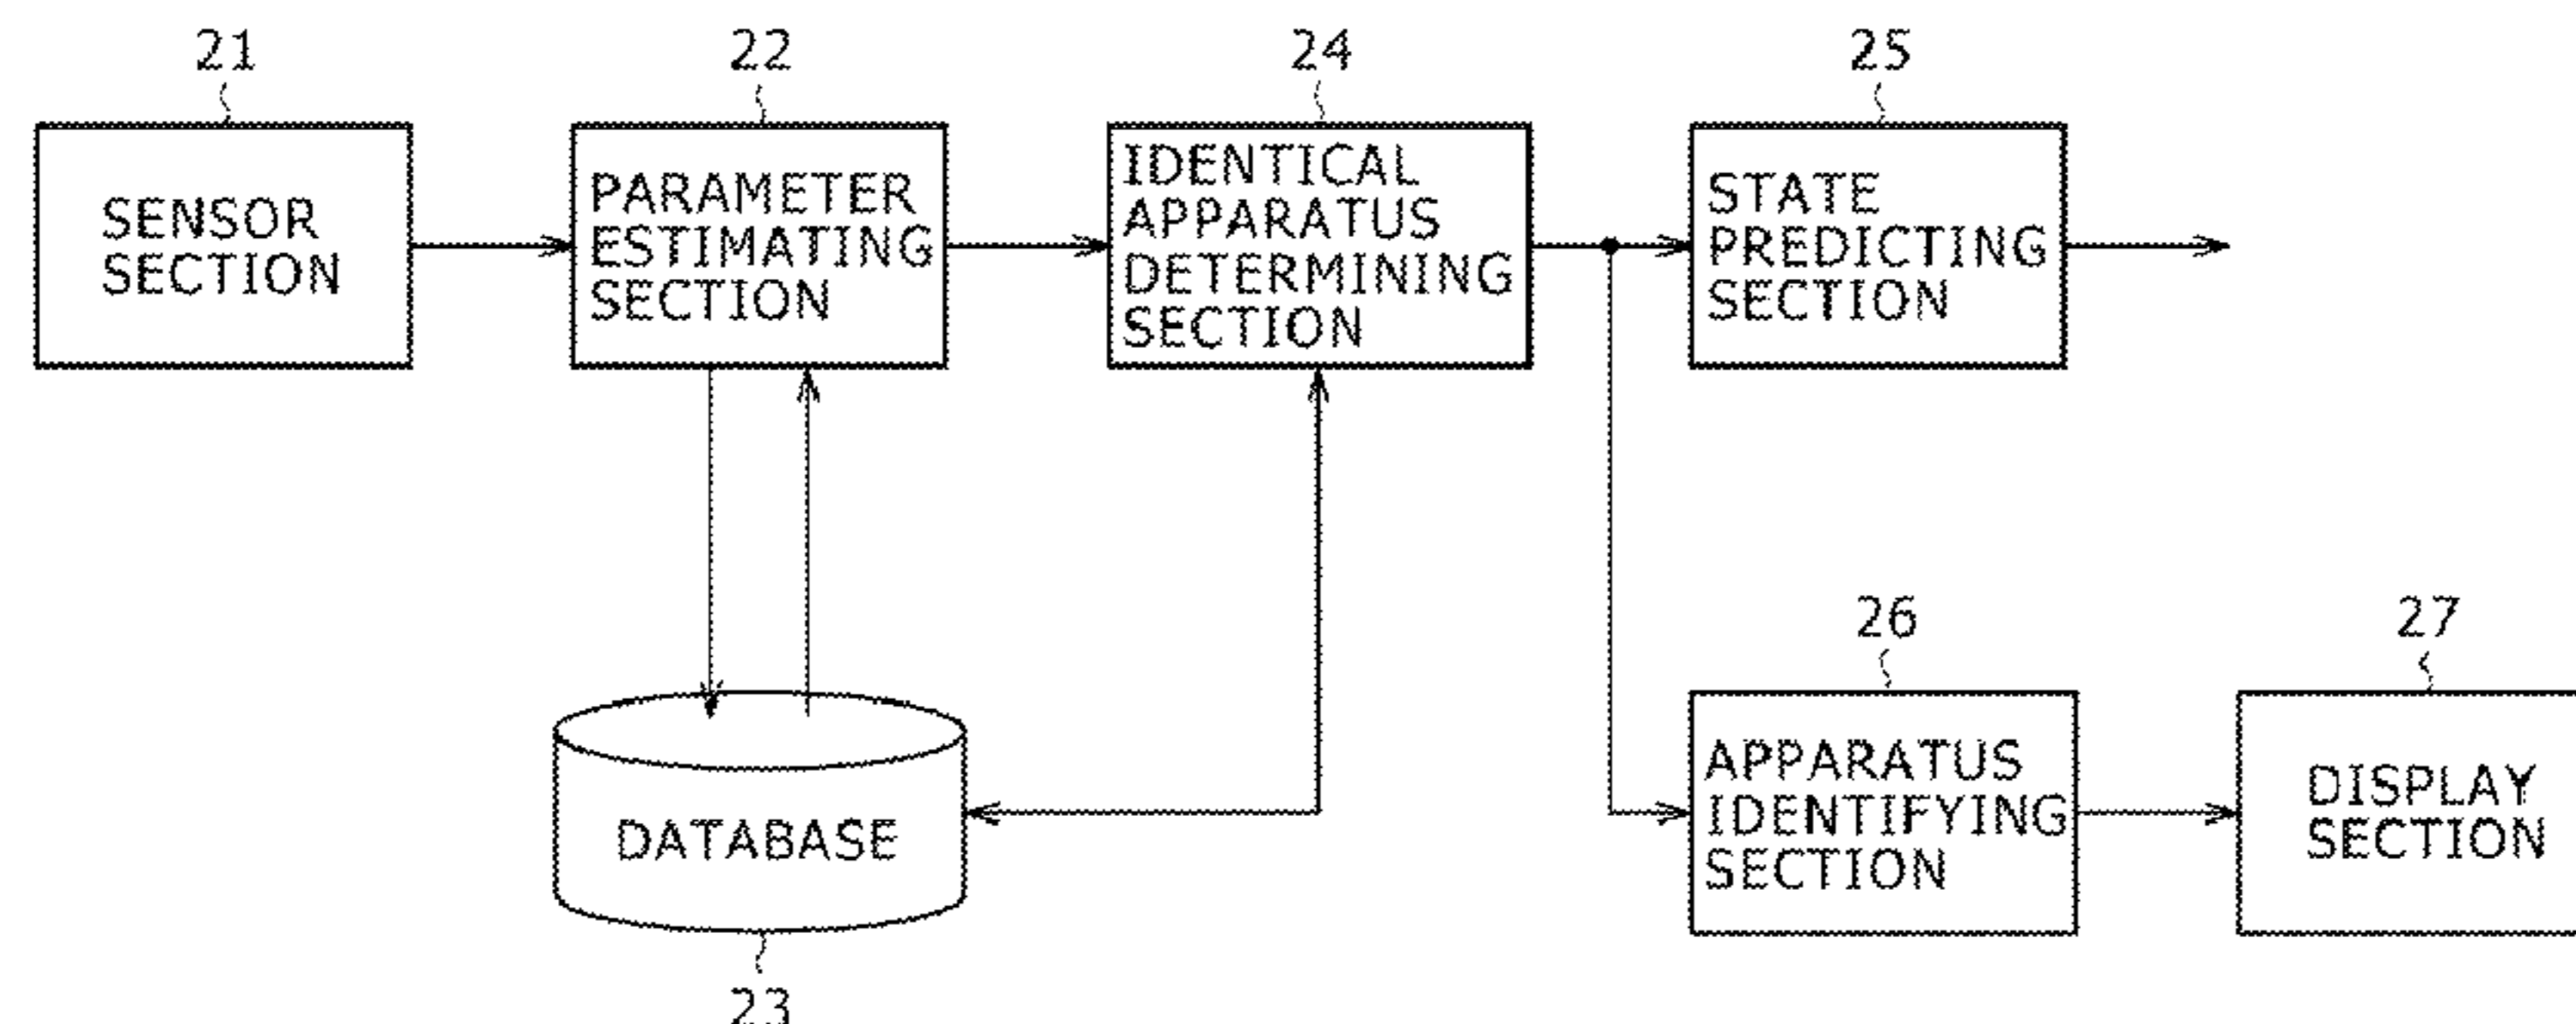 21
22
24
25
SENSOR
SECTION
PARAMETER
ESTIMATING
SECTION
IDENTICAL
APPARATUS
DETERMINING
SECTION
STATE
PREDICTING
SECTION
26
27
DATABASE
APPARATUS
IDENTIFYING
SECTION
DISPLAY
SECTION
23